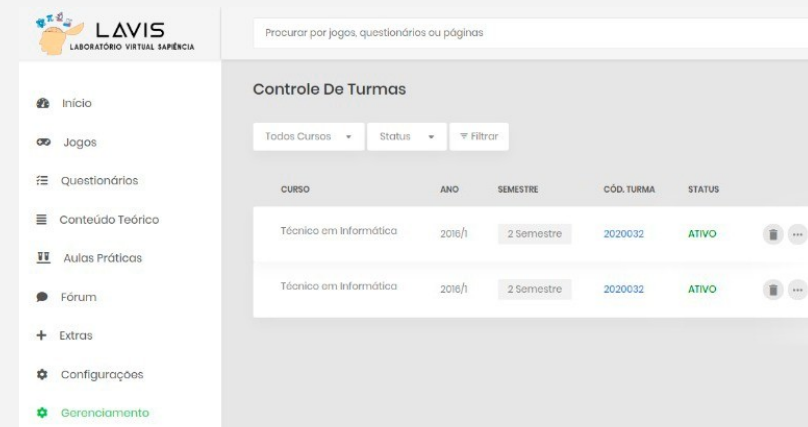 LAVIS
LABORATÓRIO VIRTUAL SAPIÊNCIA
Procurar por jogos, questionários ou páginas
Início
Jogos
Questionários
Conteúdo Teórico
Aulas Práticas
Fórum
Extras
Configurações
Gerenciamento
Controle De Turmas
Todos Cursos Status Filtrar
CURSO ANO SEMESTRE CÓD. TURMA STATUS
Técnico em Informática 2016/1 2 Semestre 2020032 ATIVO
Técnico em Informática 2016/1 2 Semestre 2020032 ATIVO